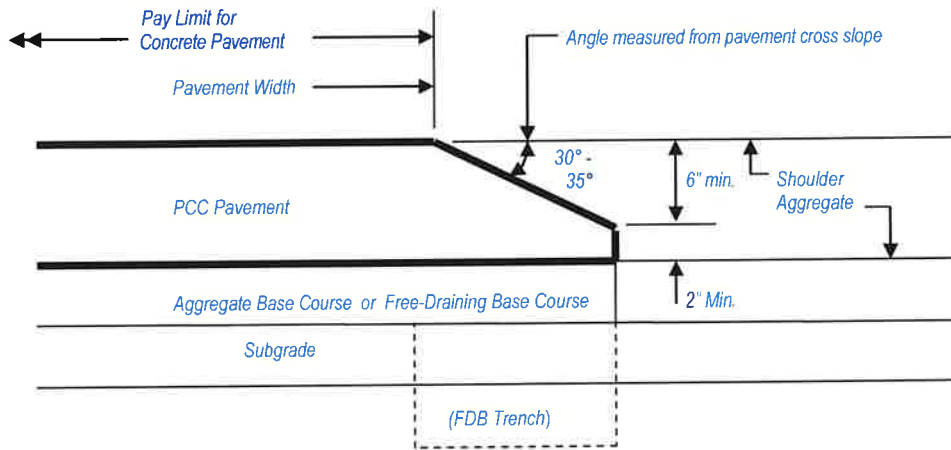 Pay Limit for
Concrete Pavement
Angle measured from pavement cross slope
Pavement Width
30° -
35°
6" min.
Shoulder
Aggregate
PCC Pavement
2" Min.
Aggregate Base Course or Free-Draining Base Course
Subgrade
(FDB Trench)